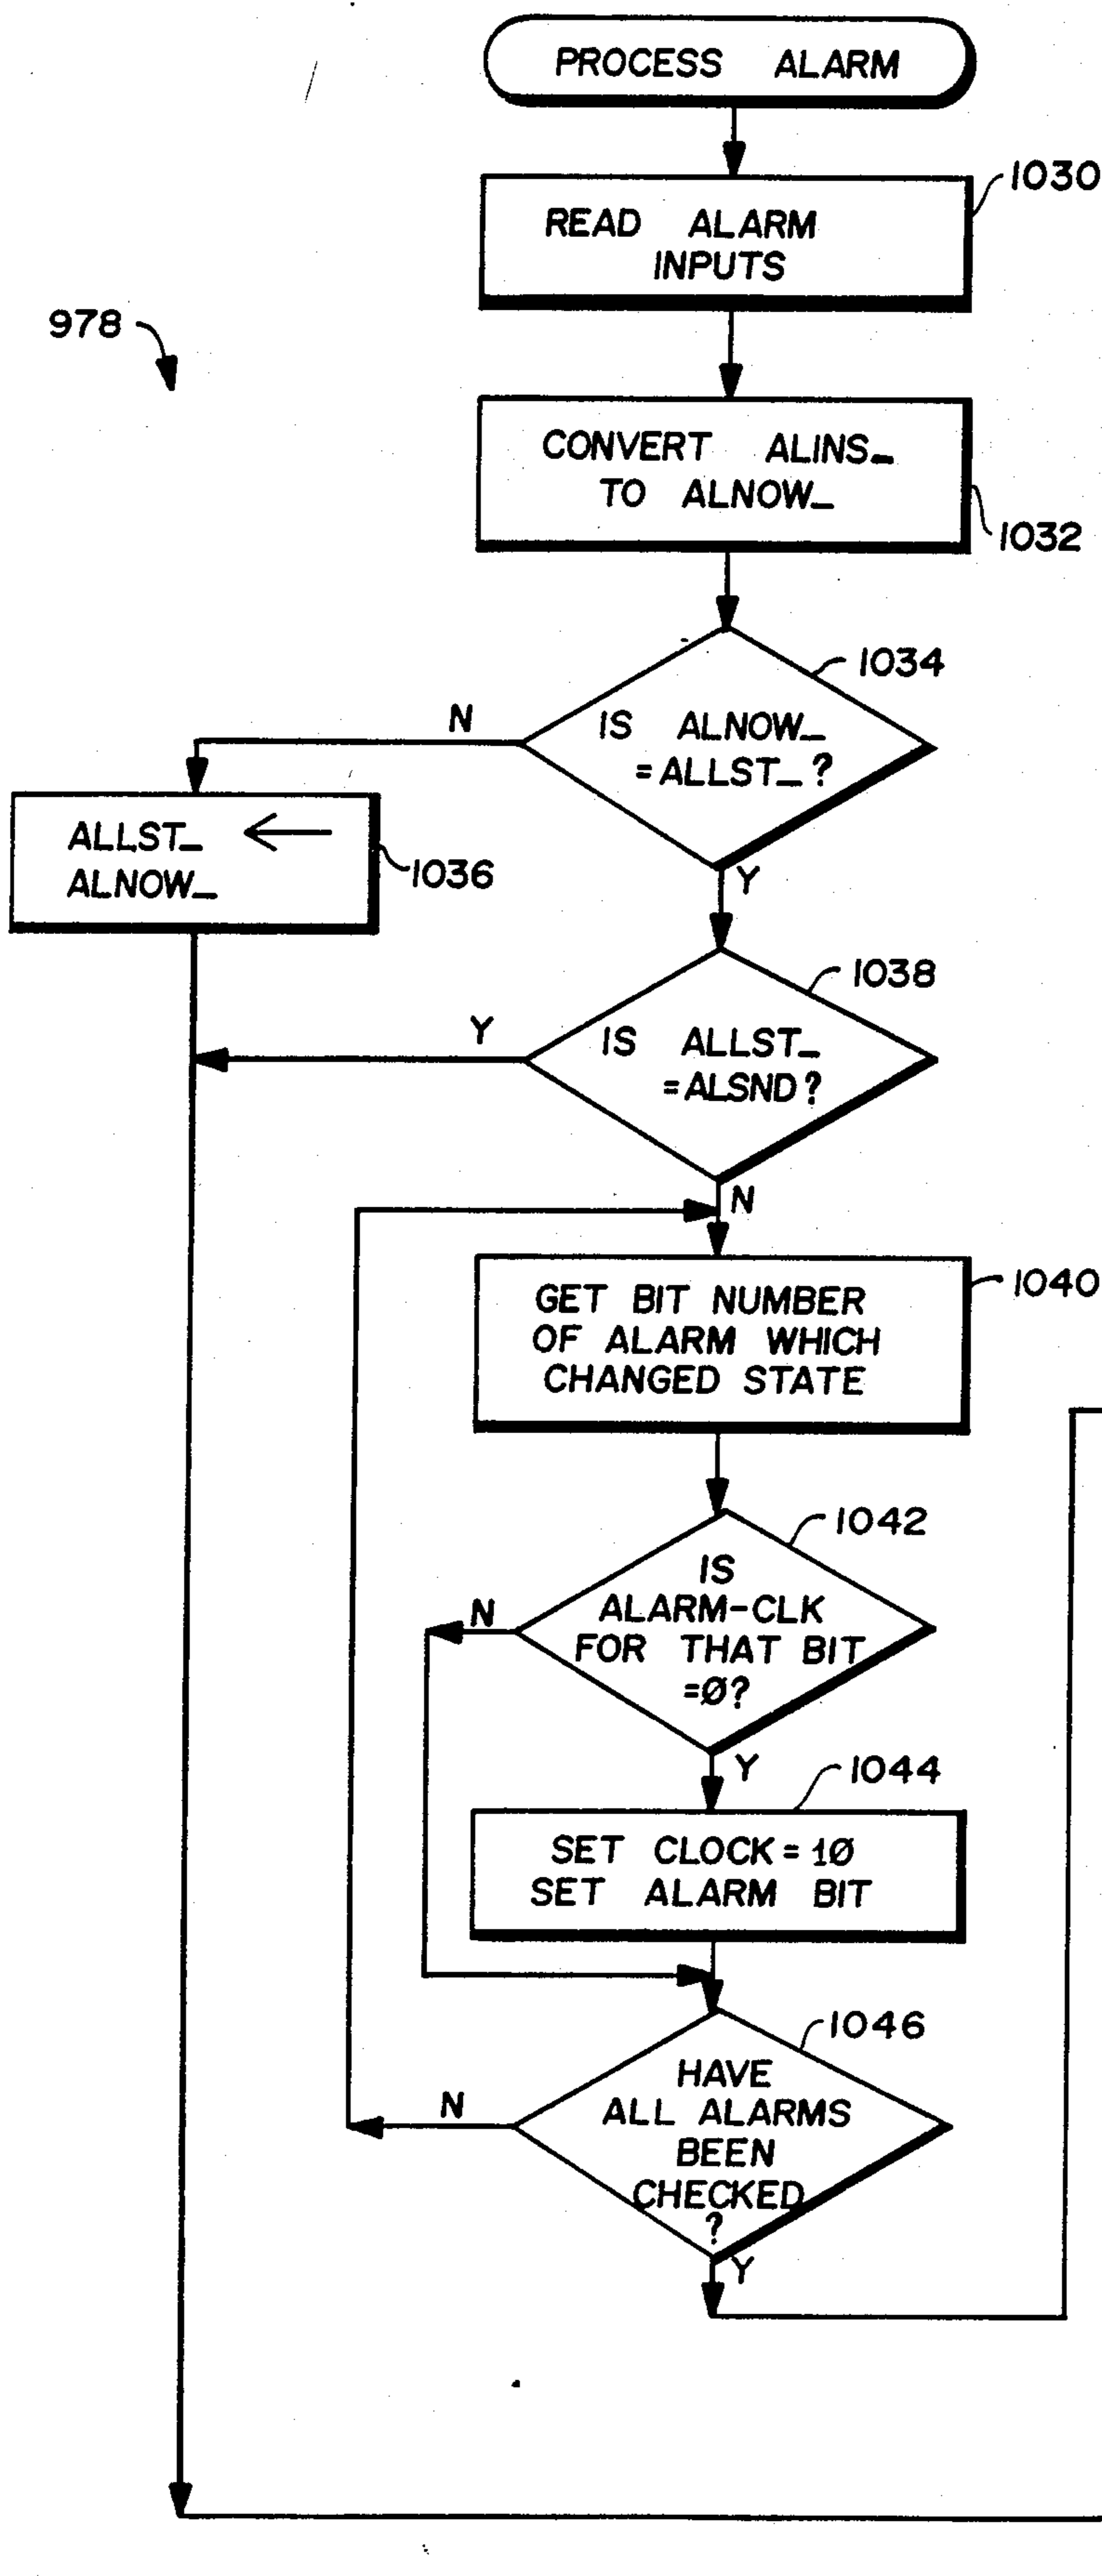 PROCESS ALARM
1030
READ ALARM
INPUTS
978
CONVERT ALINS_
TO ALNOW_
1032
1034
N
IS ALNOW_
=ALLST_?
ALLST_ ←
ALNOW_
1036
Y
1038
Y
IS ALLST_
=ALSND?
N
1040
GET BIT NUMBER
OF ALARM WHICH
CHANGED STATE
1042
IS
N
ALARM-CLK
FOR THAT BIT
=Ø?
Y
1044
SET CLOCK = 1Ø
SET ALARM BIT
1046
HAVE
N
ALL ALARMS
BEEN
CHECKED
?
Y